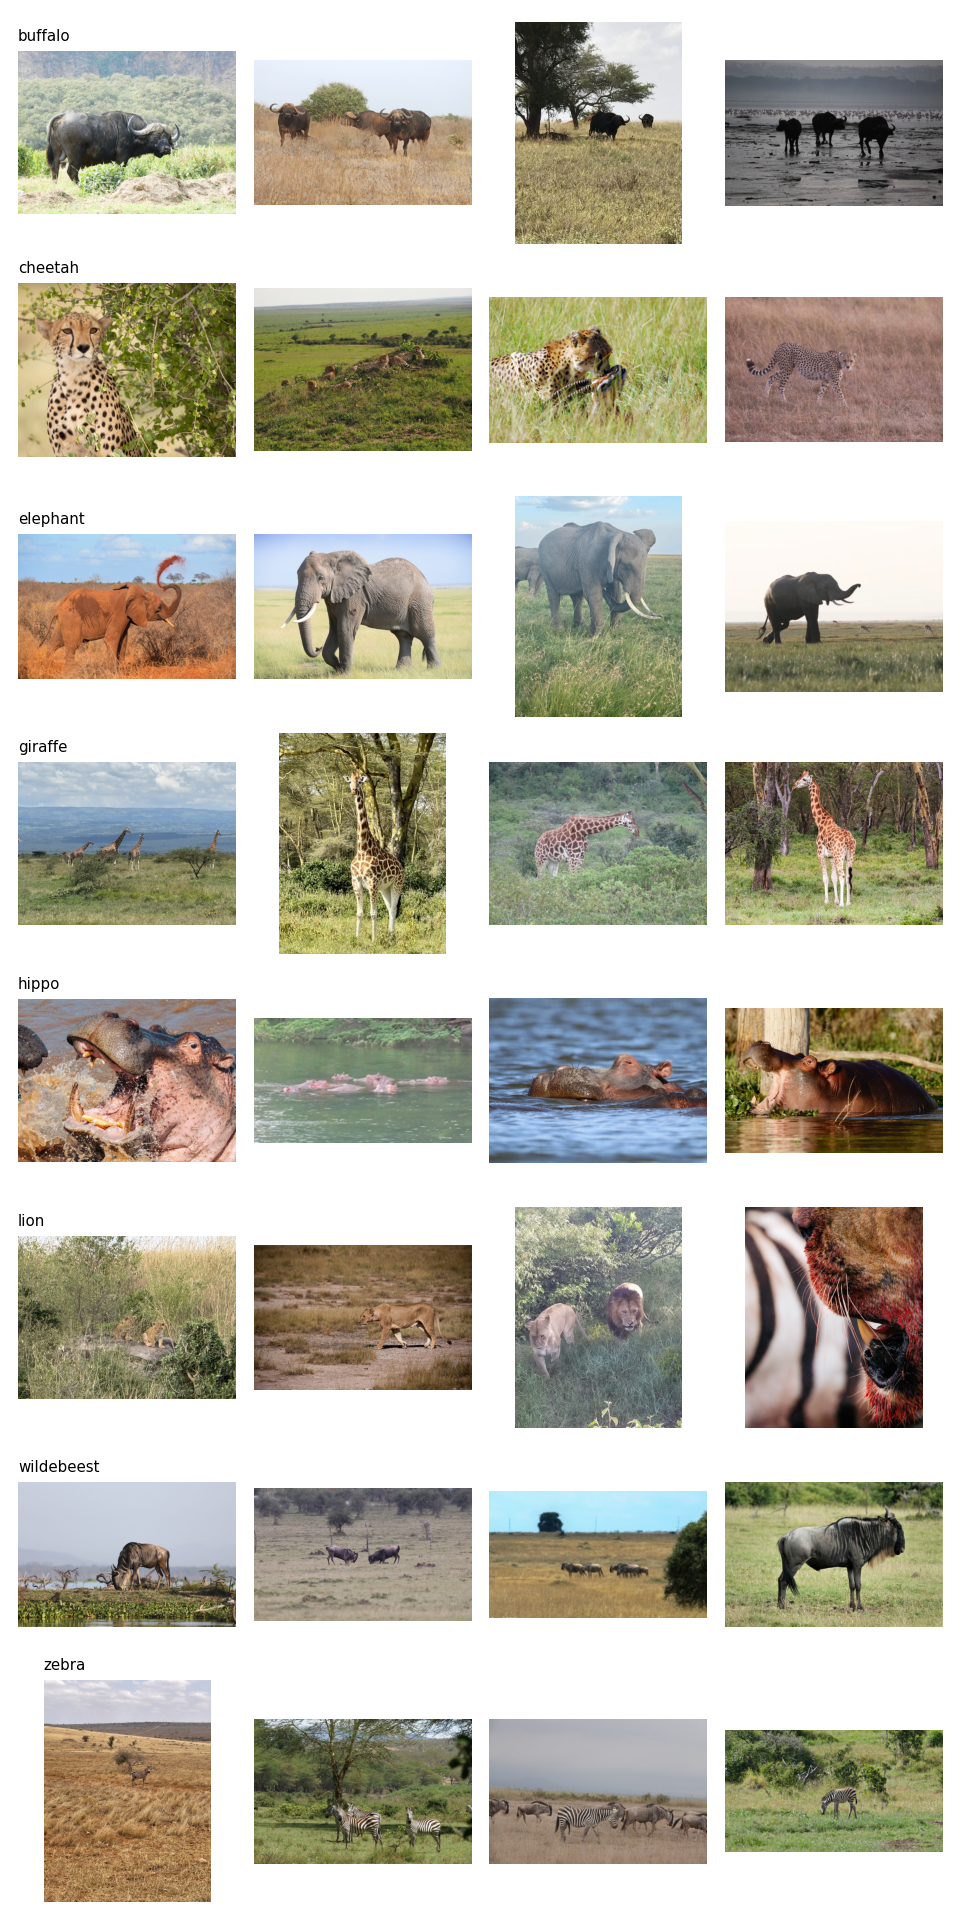 buffalo
cheetah
elephant
giraffe
hippo
lion
wildebeest
zebra